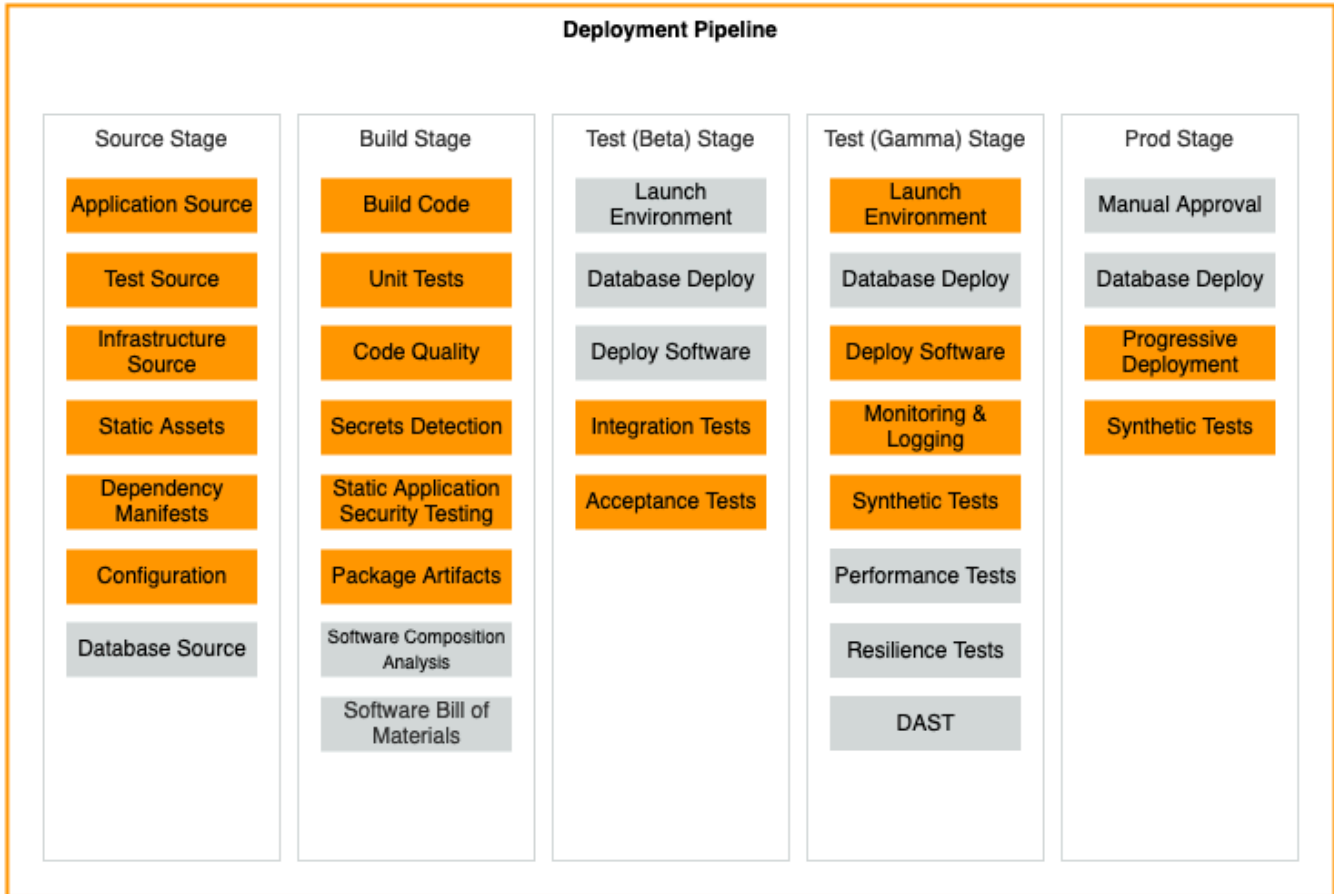 Deployment Pipeline
Source Stage
Application Source
Test Source
Infrastructure
Source
Static Assets
Dependency
Manifests
Configuration
Database Source
Build Stage
Build Code
Unit Tests
Code Quality
Secrets Detection
Static Application
Security Testing
Package Artifacts
Software Composition
Analysis
Software Bill of
Materials
Test (Beta) Stage
Launch
Environment
Database Deploy
Deploy Software
Integration Tests
Acceptance Tests
Test (Gamma) Stage
Launch
Environment
Database Deploy
Deploy Software
Monitoring &
Logging
Synthetic Tests
Performance Tests
Resilience Tests
DAST
Prod Stage
Manual Approval
Database Deploy
Progressive
Deployment
Synthetic Tests